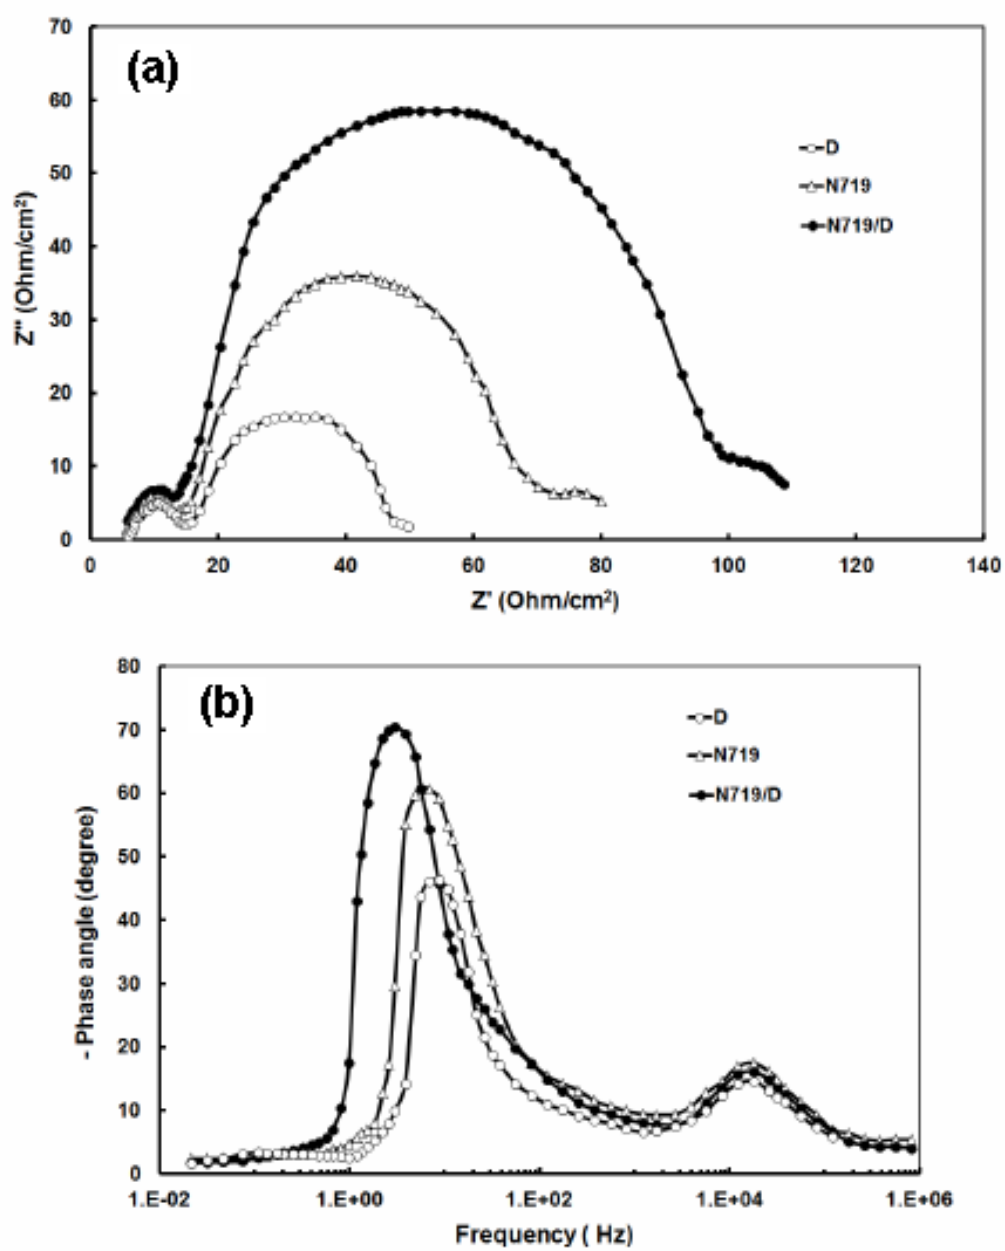 (a)
70
60
50
40
30
20
10
0
Z" (Ohm/cm²)
D
N719
N719/D
0 20 40 60 80 100 120 140
Z' (Ohm/cm²)
(b)
80
70
60
50
40
30
20
10
0
- Phase angle (degree)
D
N719
N719/D
1.E-02 1.E+00 1.E+02 1.E+04 1.E+06
Frequency ( Hz)